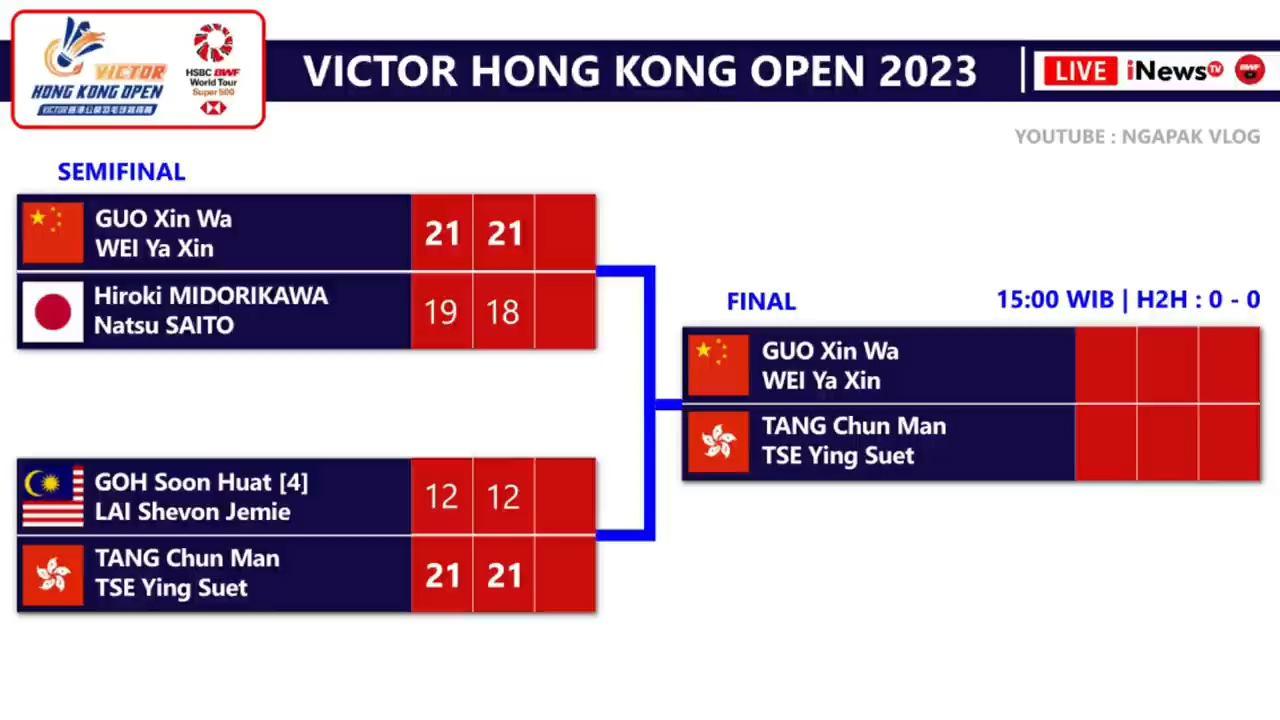 VICTOR
HONG KONG OPEN
HSBC BWF
World Tour
Super 500
VICTOR HONG KONG OPEN 2023
LIVE
iNews TV
YOUTUBE : NGAPAK VLOG
SEMIFINAL
GUO Xin Wa
WEI Ya Xin
21 21
Hiroki MIDORIKAWA
Natsu SAITO
19 18
GOH Soon Huat [4]
LAI Shevon Jemie
12 12
TANG Chun Man
TSE Ying Suet
21 21
FINAL
15:00 WIB | H2H : 0 - 0
GUO Xin Wa
WEI Ya Xin
TANG Chun Man
TSE Ying Suet